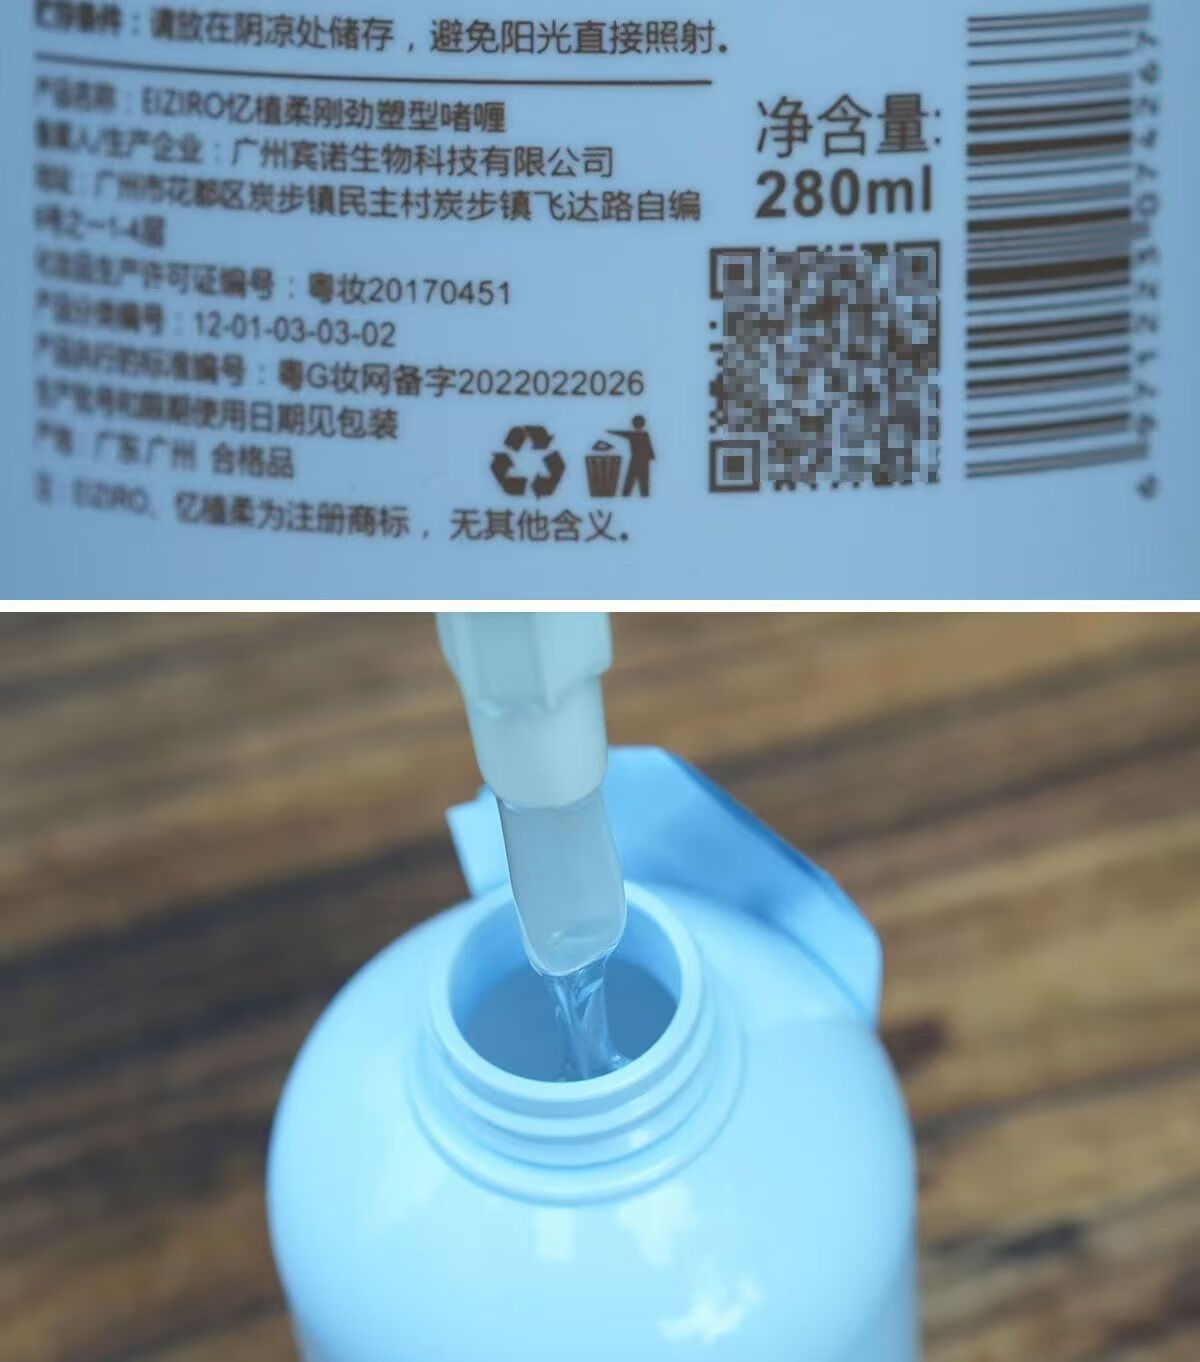 贮存条件：请放在阴凉处储存，避免阳光直接照射。
产品名称：EIZIRO忆植柔刚劲塑型啫喱
备案人/生产企业：广州宾诺生物科技有限公司
地址：广州市花都区炭步镇民主村炭步镇飞达路自编
号之一1-4层
化妆品生产许可证编号：粤妆20170451
产品分类编号：12-01-03-03-02
产品执行的标准编号：粤G妆网备字2022022026
生产批号和限期使用日期见包装
产地：广东广州 合格品
注：EIZIRO、忆植柔为注册商标，无其他含义。
净含量:
280ml